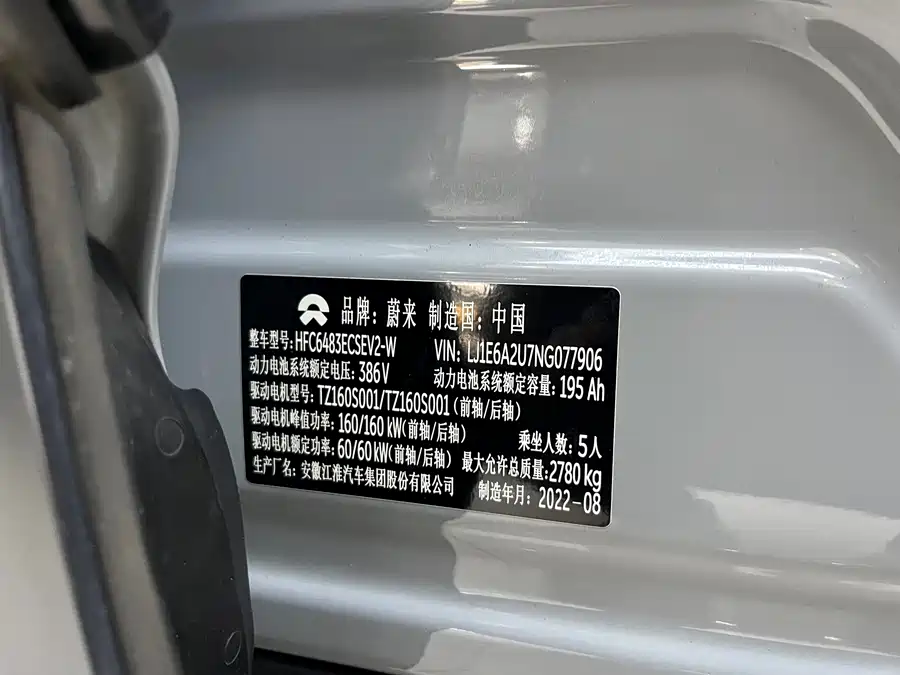 品牌: 蔚来 制造国: 中国
整车型号: HFC6483ECSEV2-W VIN: LJ1E6A2U7NG077906
动力电池系统额定电压: 386V 动力电池系统额定容量: 195 Ah
驱动电机型号: TZ160S001/TZ160S001 (前轴/后轴)
驱动电机峰值功率: 160/160 kW(前轴/后轴) 乘坐人数: 5人
驱动电机额定功率: 60/60 kW(前轴/后轴) 最大允许总质量: 2780 kg
生产厂名: 安徽江淮汽车集团股份有限公司 制造年月: 2022-08